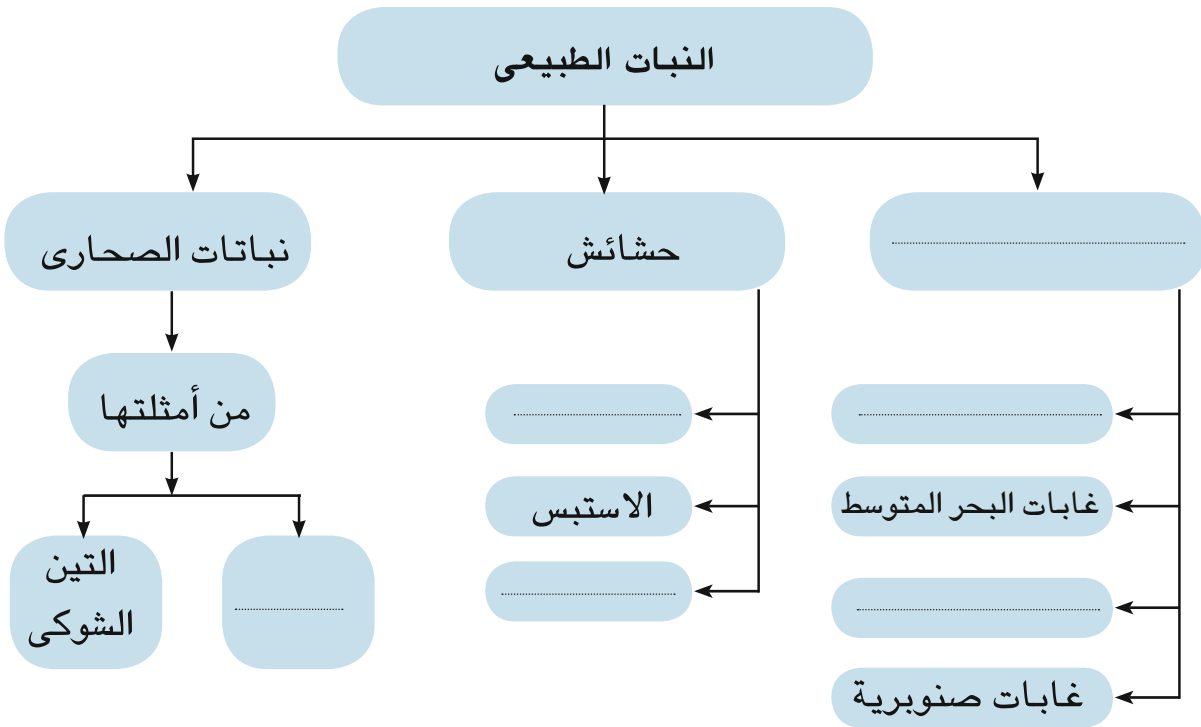 النبات الطبيعى
حشائش
نباتات الصحارى
غابات البحر المتوسط
غابات صنوبرية
الاستبس
من أمثلتها
التين
الشوكى